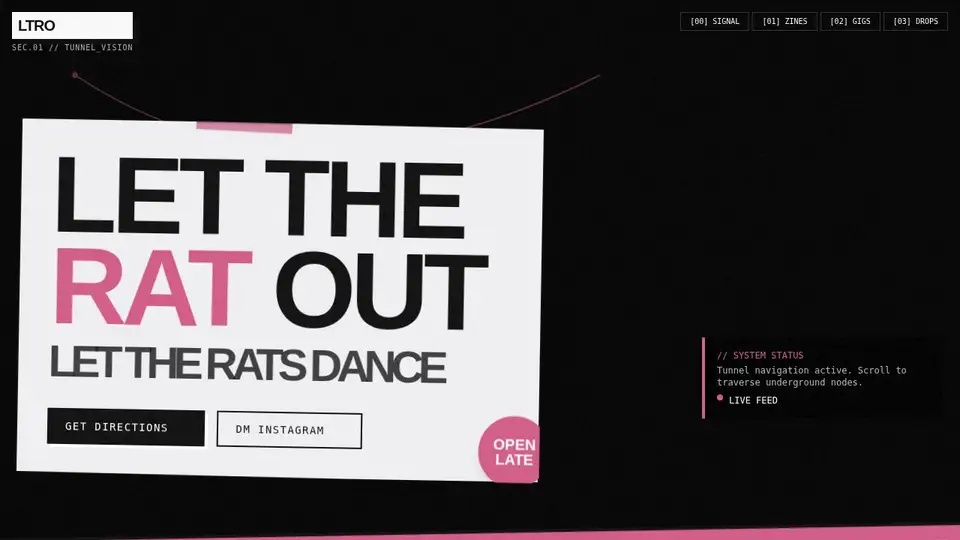 LTRO
SEC.01 // TUNNEL_VISION
[00] SIGNAL
[01] ZINES
[02] GIGS
[03] DROPS
LET THE
RAT OUT
LET THE RATS DANCE
GET DIRECTIONS
DM INSTAGRAM
OPEN
LATE
// SYSTEM STATUS
Tunnel navigation active. Scroll to
traverse underground nodes.
LIVE FEED